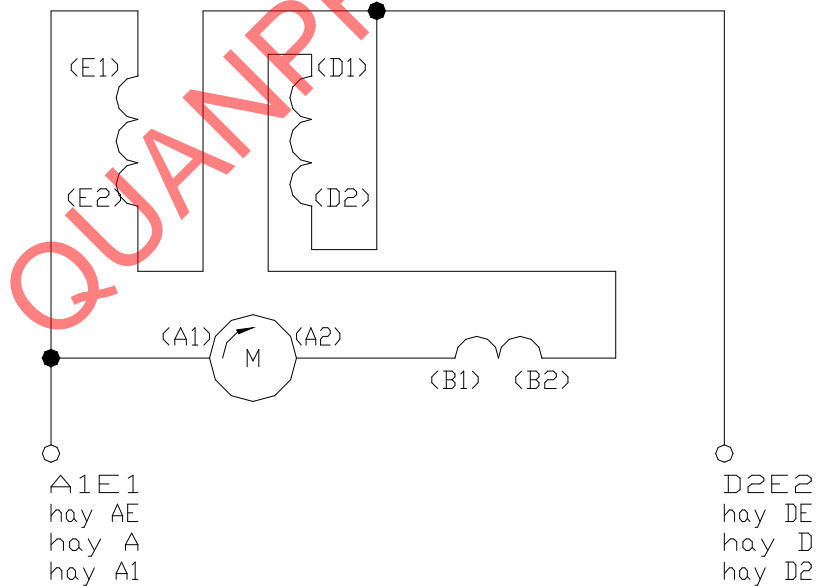 (E1)
(D1)
(E2)
(D2)
(A1)
M
(A2)
(B1)
(B2)
A1E1
hay AE
hay A
hay A1
D2E2
hay DE
hay D
hay D2
QUANP